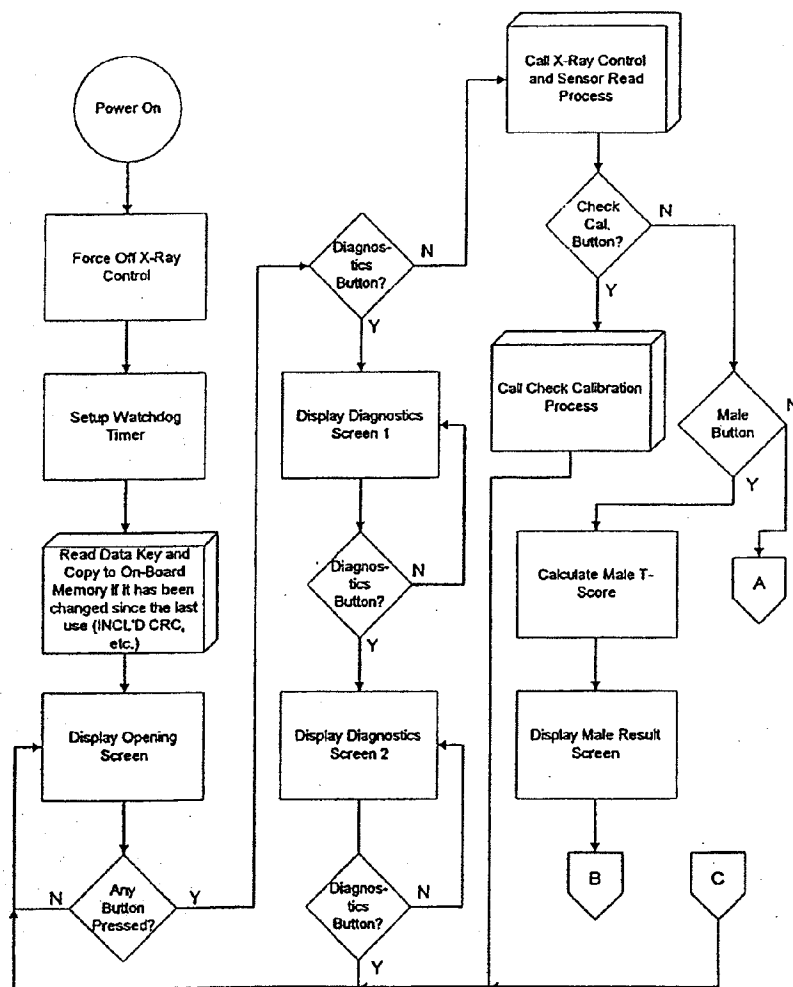 Power On
Force Off X-Ray
Control
Setup Watchdog
Timer
Read Data Key and
Copy to On-Board
Memory If it has been
changed since the last
use (INCL'D CRC,
etc.)
Display Opening
Screen
Any
Button
Pressed?
N
Y
Diagnos-
tics
Button?
N
Y
Display Diagnostics
Screen 1
Diagnos-
tics
Button?
N
Y
Display Diagnostics
Screen 2
Diagnos-
tics
Button?
N
Y
Call X-Ray Control
and Sensor Read
Process
Check
Cal.
Button?
N
Y
Call Check Calibration
Process
Male
Button
N
Y
A
Calculate Male T-
Score
Display Male Result
Screen
B
C